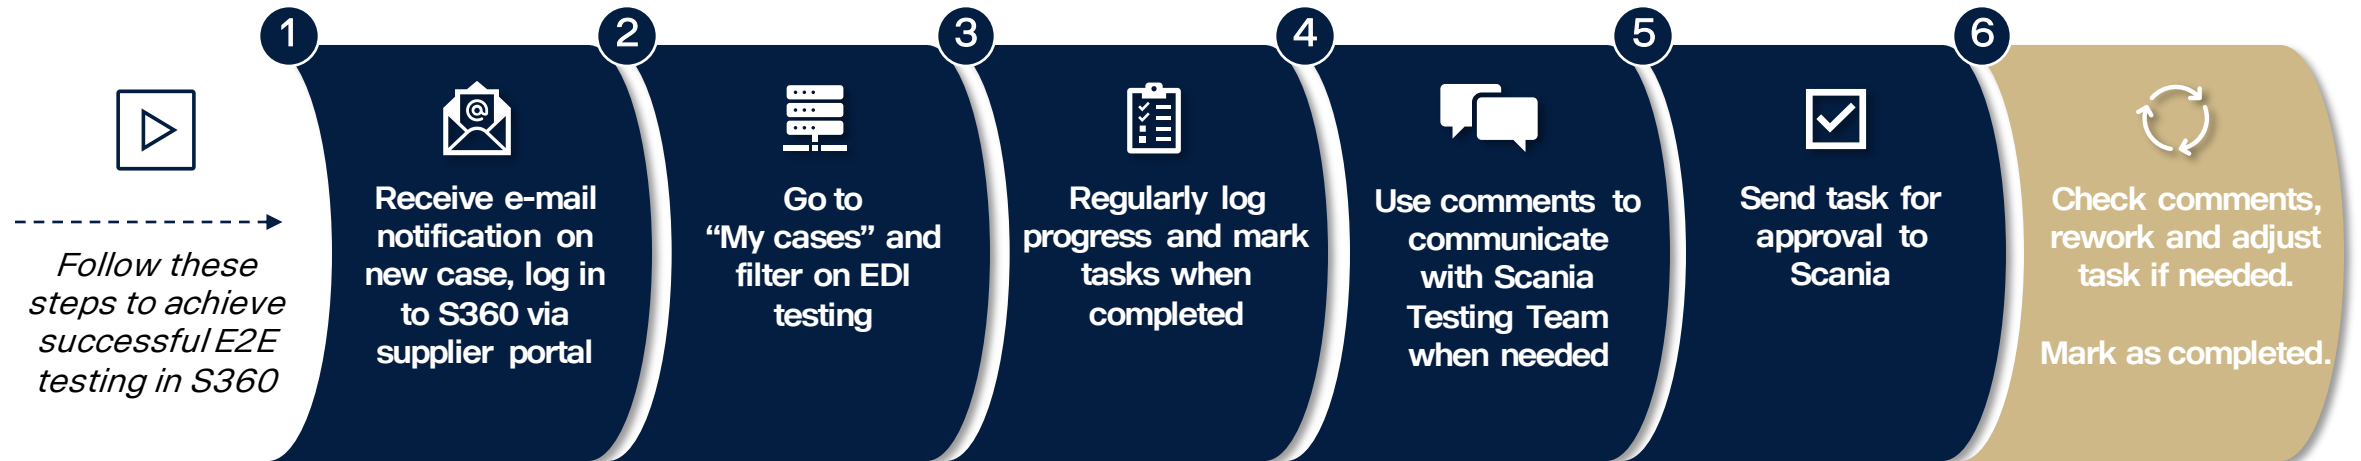 Follow these
steps to achieve
successful E2E
testing in S360
1
Receive e-mail
notification on
new case, log in
to S360 via
supplier portal
2
Go to
“My cases” and
filter on EDI
testing
3
Regularly log
progress and mark
tasks when
completed
4
Use comments to
communicate
with Scania
Testing Team
when needed
5
Send task for
approval to
Scania
6
Check comments,
rework and adjust
task if needed.
Mark as completed.